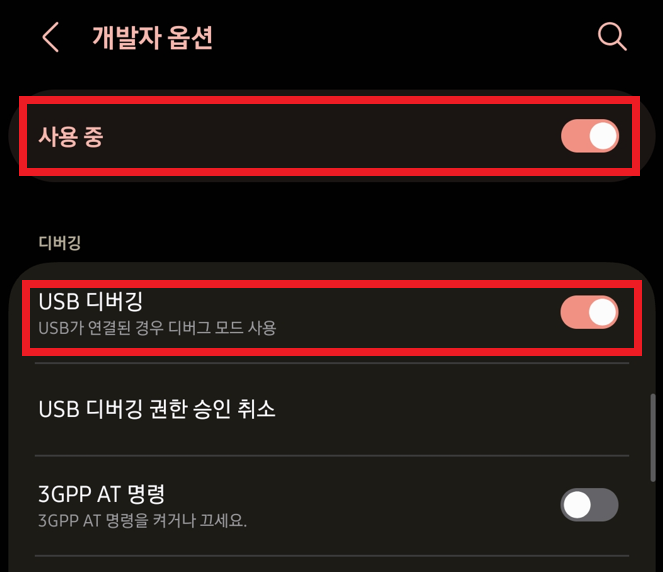 개발자 옵션
사용 중
디버깅
USB 디버깅
USB가 연결된 경우 디버그 모드 사용
USB 디버깅 권한 승인 취소
3GPP AT 명령
3GPP AT 명령을 켜거나 끄세요.